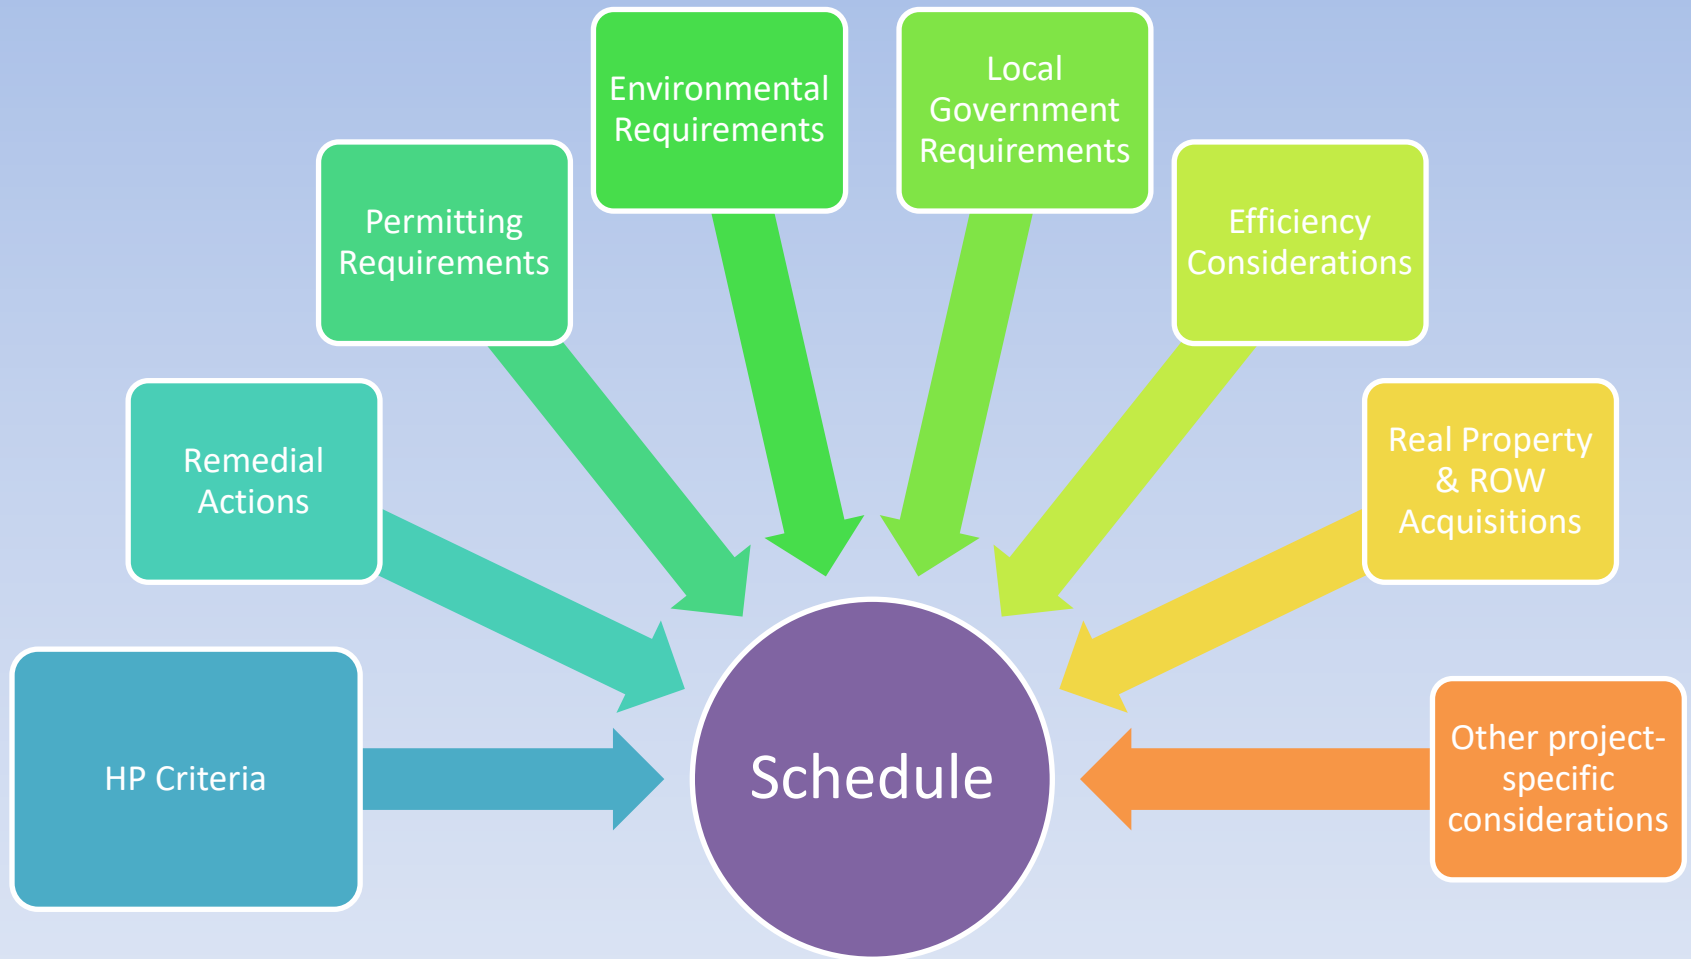 Environmental
Requirements
Local
Government
Requirements
Permitting
Requirements
Efficiency
Considerations
Remedial
Actions
Real Property
& ROW
Acquisitions
HP Criteria
Schedule
Other project-
specific
considerations